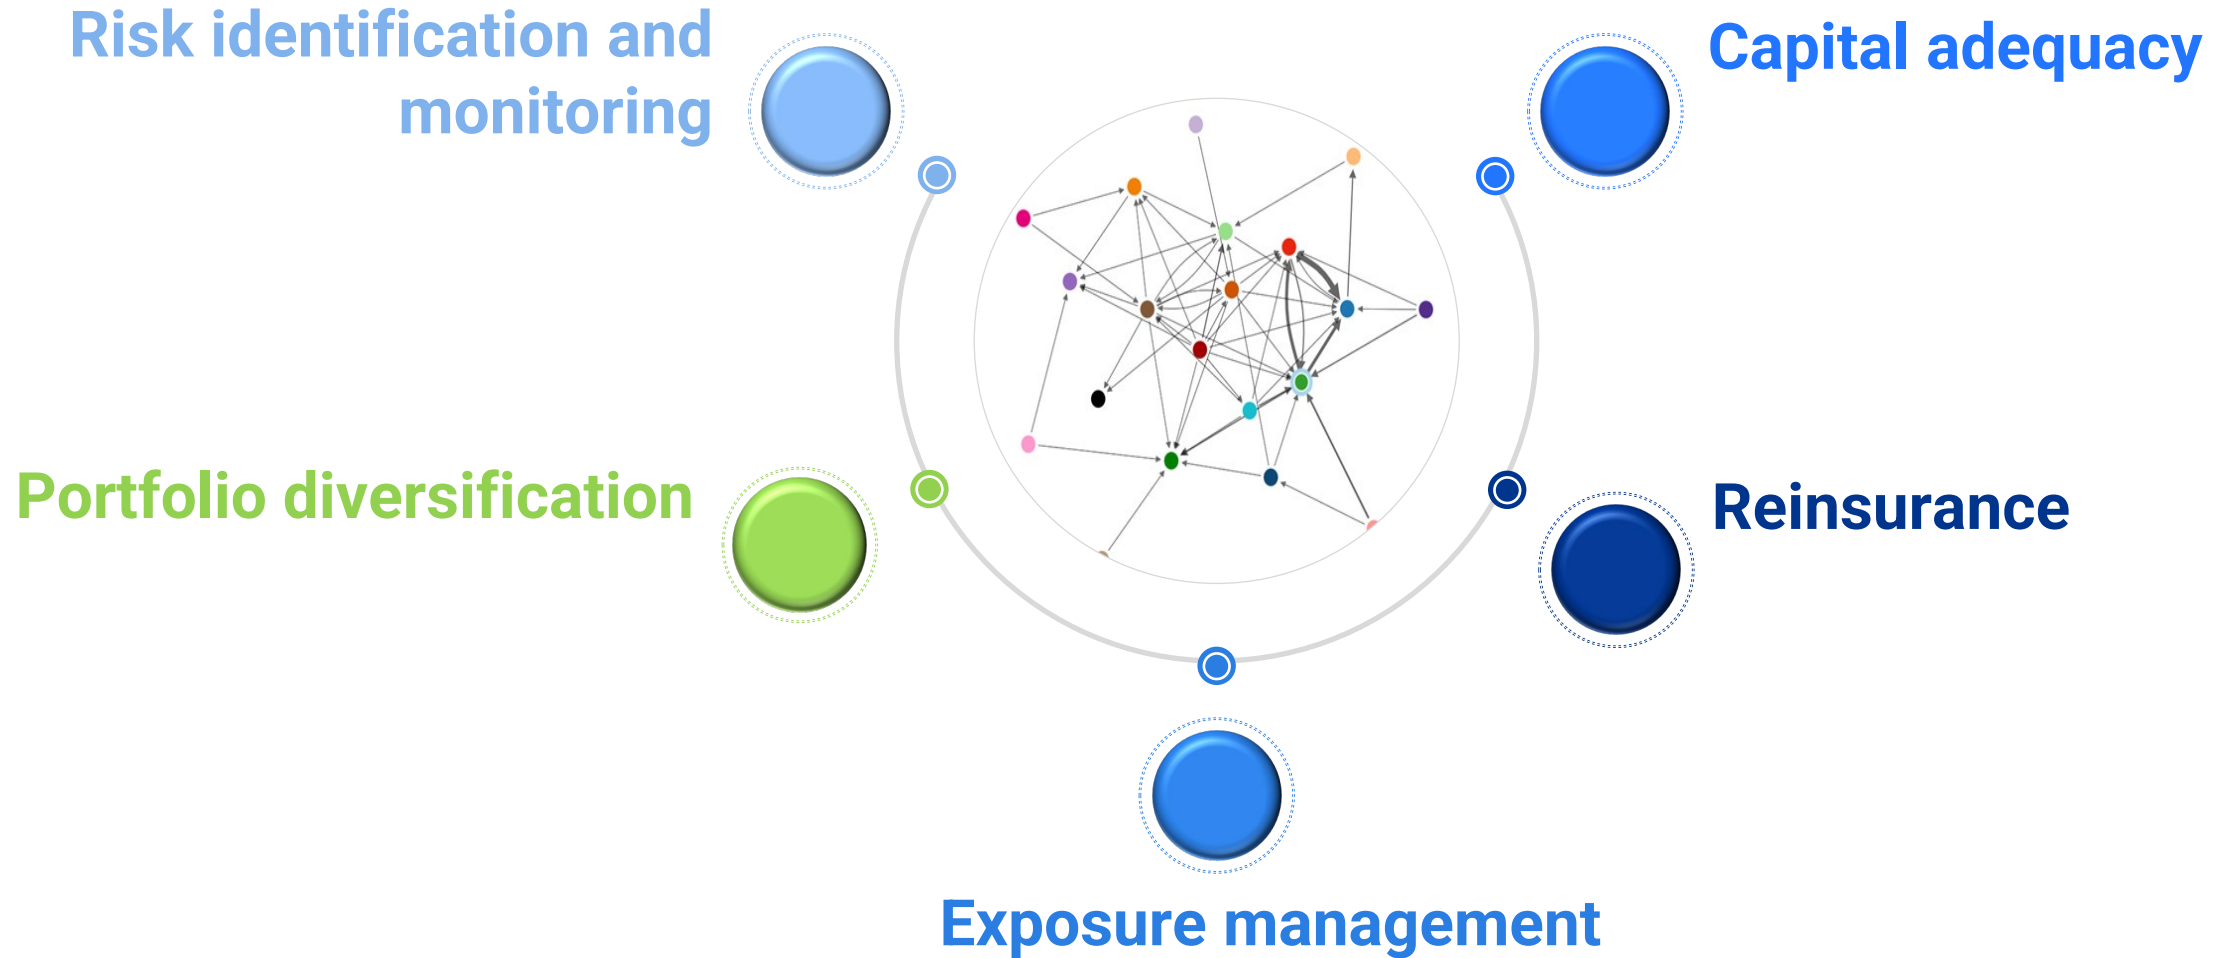 Risk identification and
monitoring
Capital adequacy
Portfolio diversification
Reinsurance
Exposure management